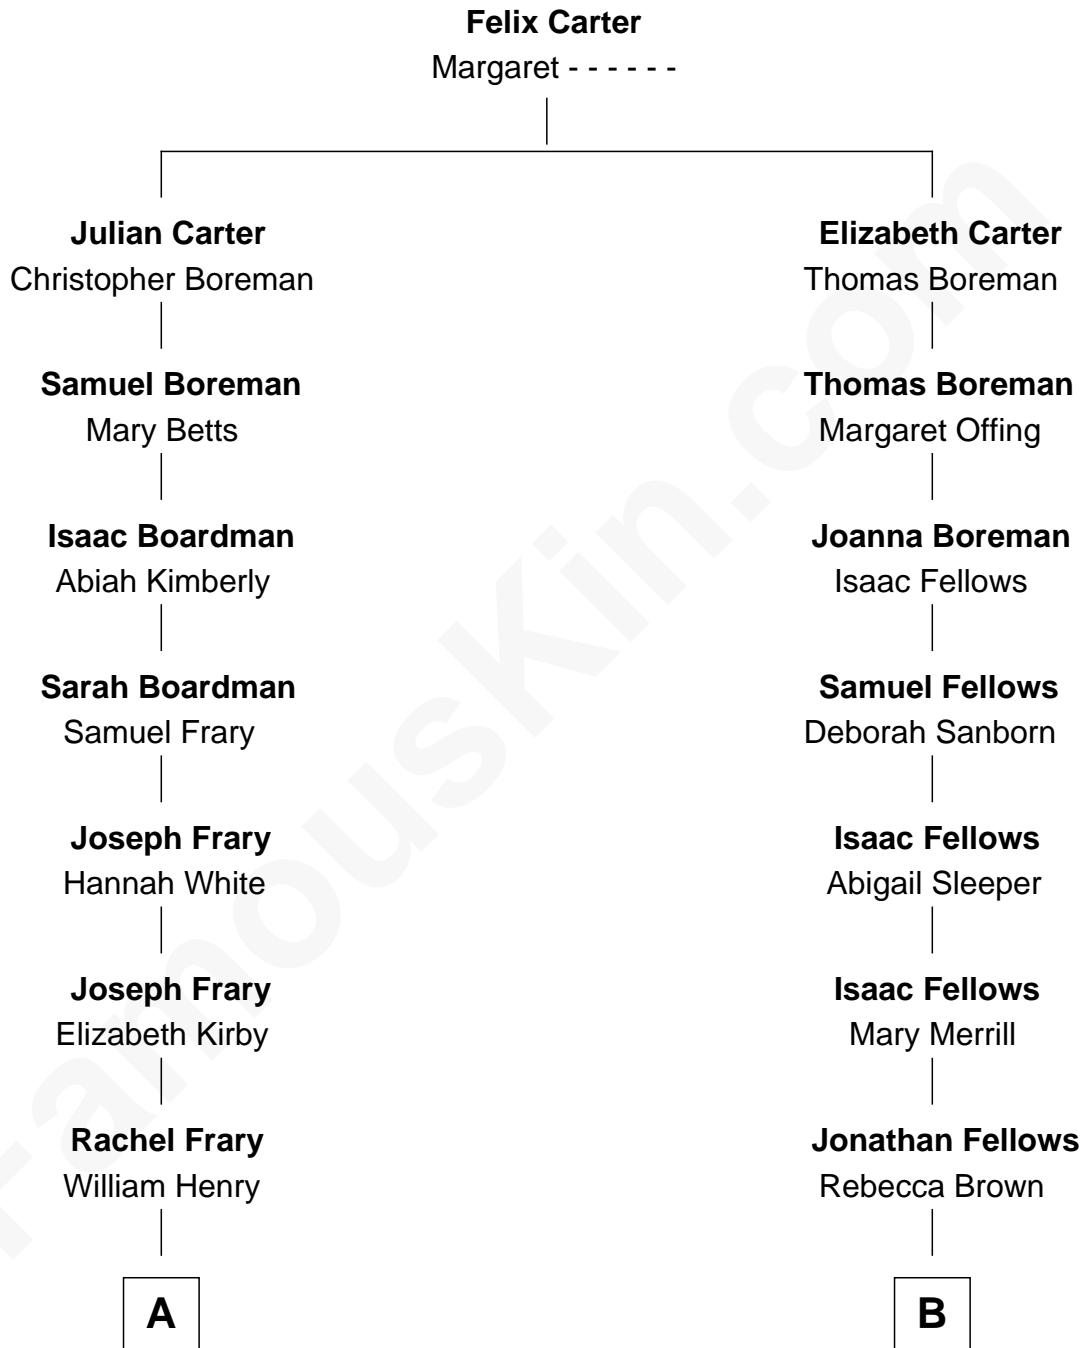 Felix Carter
Margaret - - - - - -
Julian Carter
Christopher Boreman
Elizabeth Carter
Thomas Boreman
Samuel Boreman
Mary Betts
Thomas Boreman
Margaret Offing
Isaac Boardman
Abiah Kimberly
Joanna Boreman
Isaac Fellows
Sarah Boardman
Samuel Frary
Samuel Fellows
Deborah Sanborn
Joseph Frary
Hannah White
Isaac Fellows
Abigail Sleeper
Joseph Frary
Elizabeth Kirby
Isaac Fellows
Mary Merrill
Rachel Frary
William Henry
Jonathan Fellows
Rebecca Brown
A
B
FamousKin.com